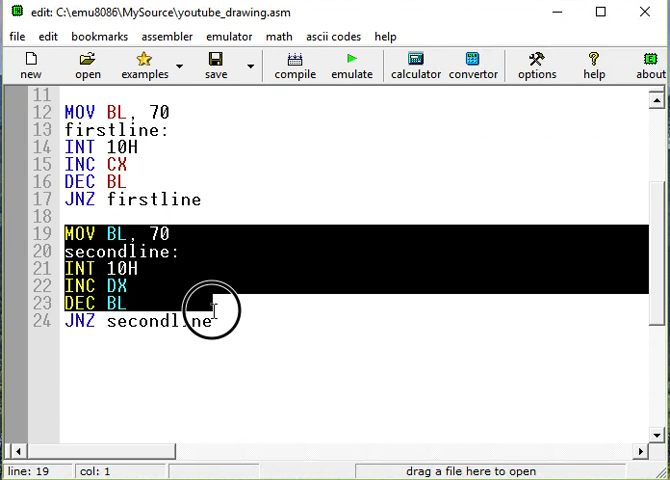 edit: C:\emu8086\MySource\youtube_drawing.asm
file edit bookmarks assembler emulator math ascii codes help
new open examples save compile emulate calculator convertor options help about
11
12 MOV BL, 70
13 firstline:
14 INT 10H
15 INC CX
16 DEC BL
17 JNZ firstline
18
19 MOV BL, 70
20 secondline:
21 INT 10H
22 INC DX
23 DEC BL
24 JNZ secondline
line: 19 col: 1 drag a file here to open